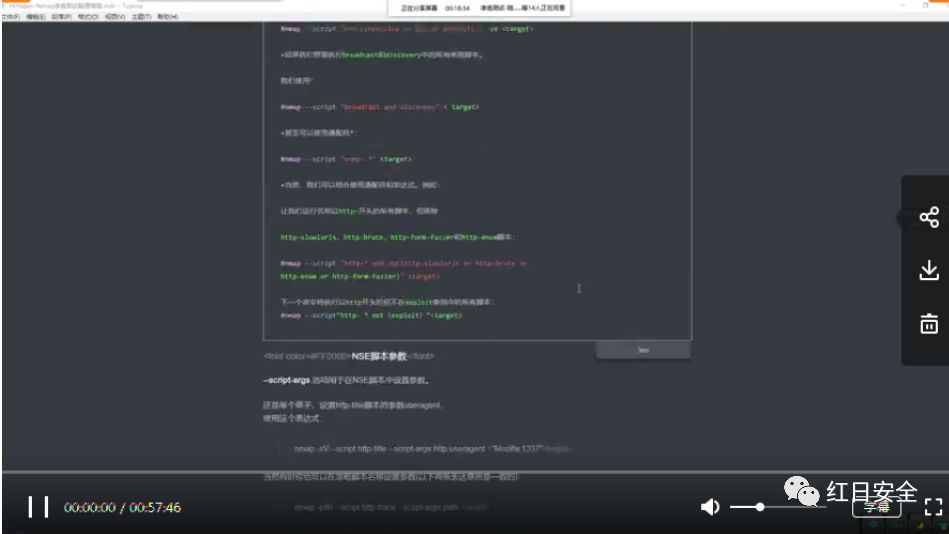 文件(F) 编辑(E) 段落(P) 格式(O) 视图(V) 主题(T) 帮助(H)
正在分享屏幕 00:18:34 等14人正在观看
-sV <target>
•如果我们想要执行broadcast和discovery中的所有类别脚本。
我们使用:
#nmap --script "broadcast and discovery"< target>
•甚至可以使用通配符*:
#nmap --script "snmp- *" <target>
•当然，我们可以结合使用通配符和表达式。例如:
让我们运行名称以http-开头的所有脚本，但排除
http-slowloris, http-brute, http-form-fuzzer和http-enum脚本:
#nmap --script "http-* and not(http-slowloris or http-brute or
http-enum or http-form-fuzzer)" <target>
下一个命令将执行以http开头的但不在exploit类别中的所有脚本:
#nmap --script"http- * not (exploit) "<target>
<font color=#FF0000>NSE脚本参数</font>
--script-args 选项用于在NSE脚本中设置参数。
还是举个栗子，设置http-title脚本的参数useragent,
使用这个表达式:
nmap -sV --script http-title --script-args http.useragent ="Mozilla 1337"<target>
当然有时你也可以在忽略脚本名称设置参数(以下两条表达意思是一致的):
nmap -p80 --script http-trace --script-args path <target>
00:00:00 / 00:57:46
红日安全
字幕
中